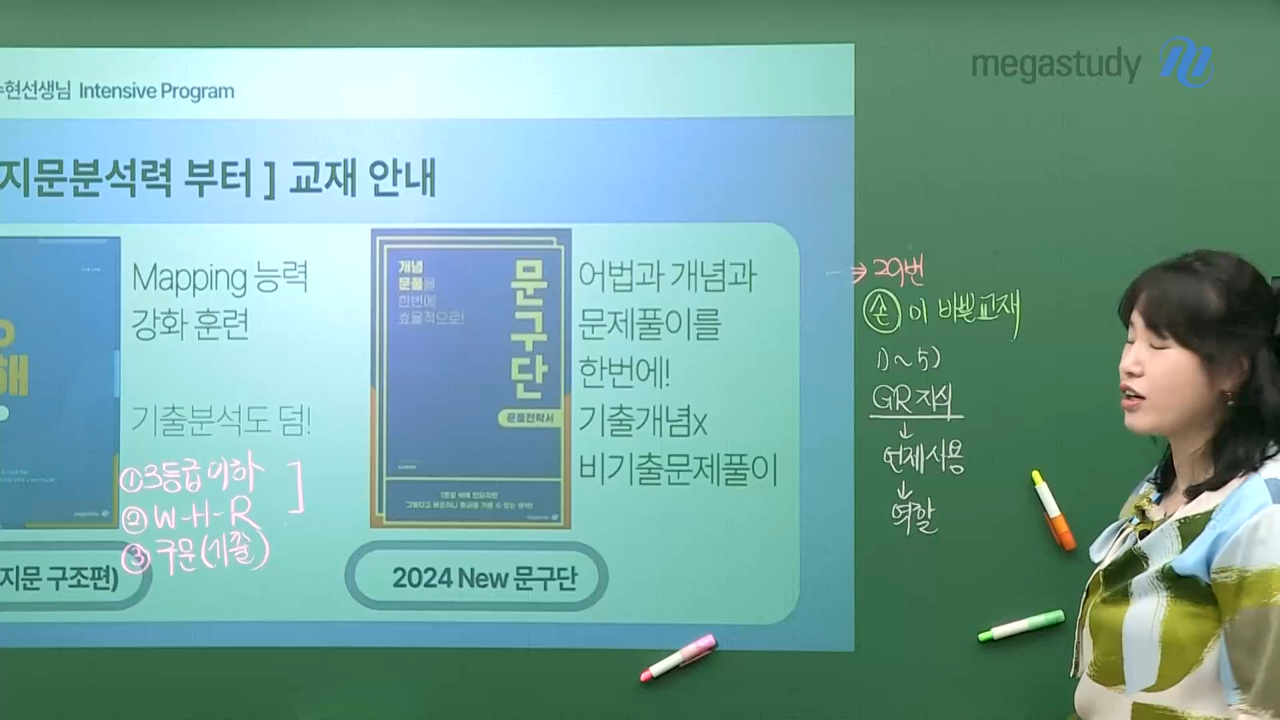 megastudy
수현선생님 Intensive Program
지문분석력 부터 ] 교재 안내
해
Mapping 능력
강화 훈련
기출분석도 덤!
①3등급 이하
② W-H-R
③ 구문(기출)
지문 구조편)
개념
문풀을
한번에
효율적으로!
문구단
문풀전략서
어법과 개념과
문제풀이를
한번에!
기출개념x
비기출문제풀이
2024 New 문구단
⇒ 29번
손이 바쁜교재
1)~5)
GR 지식
↓
언제사용
↓
역할